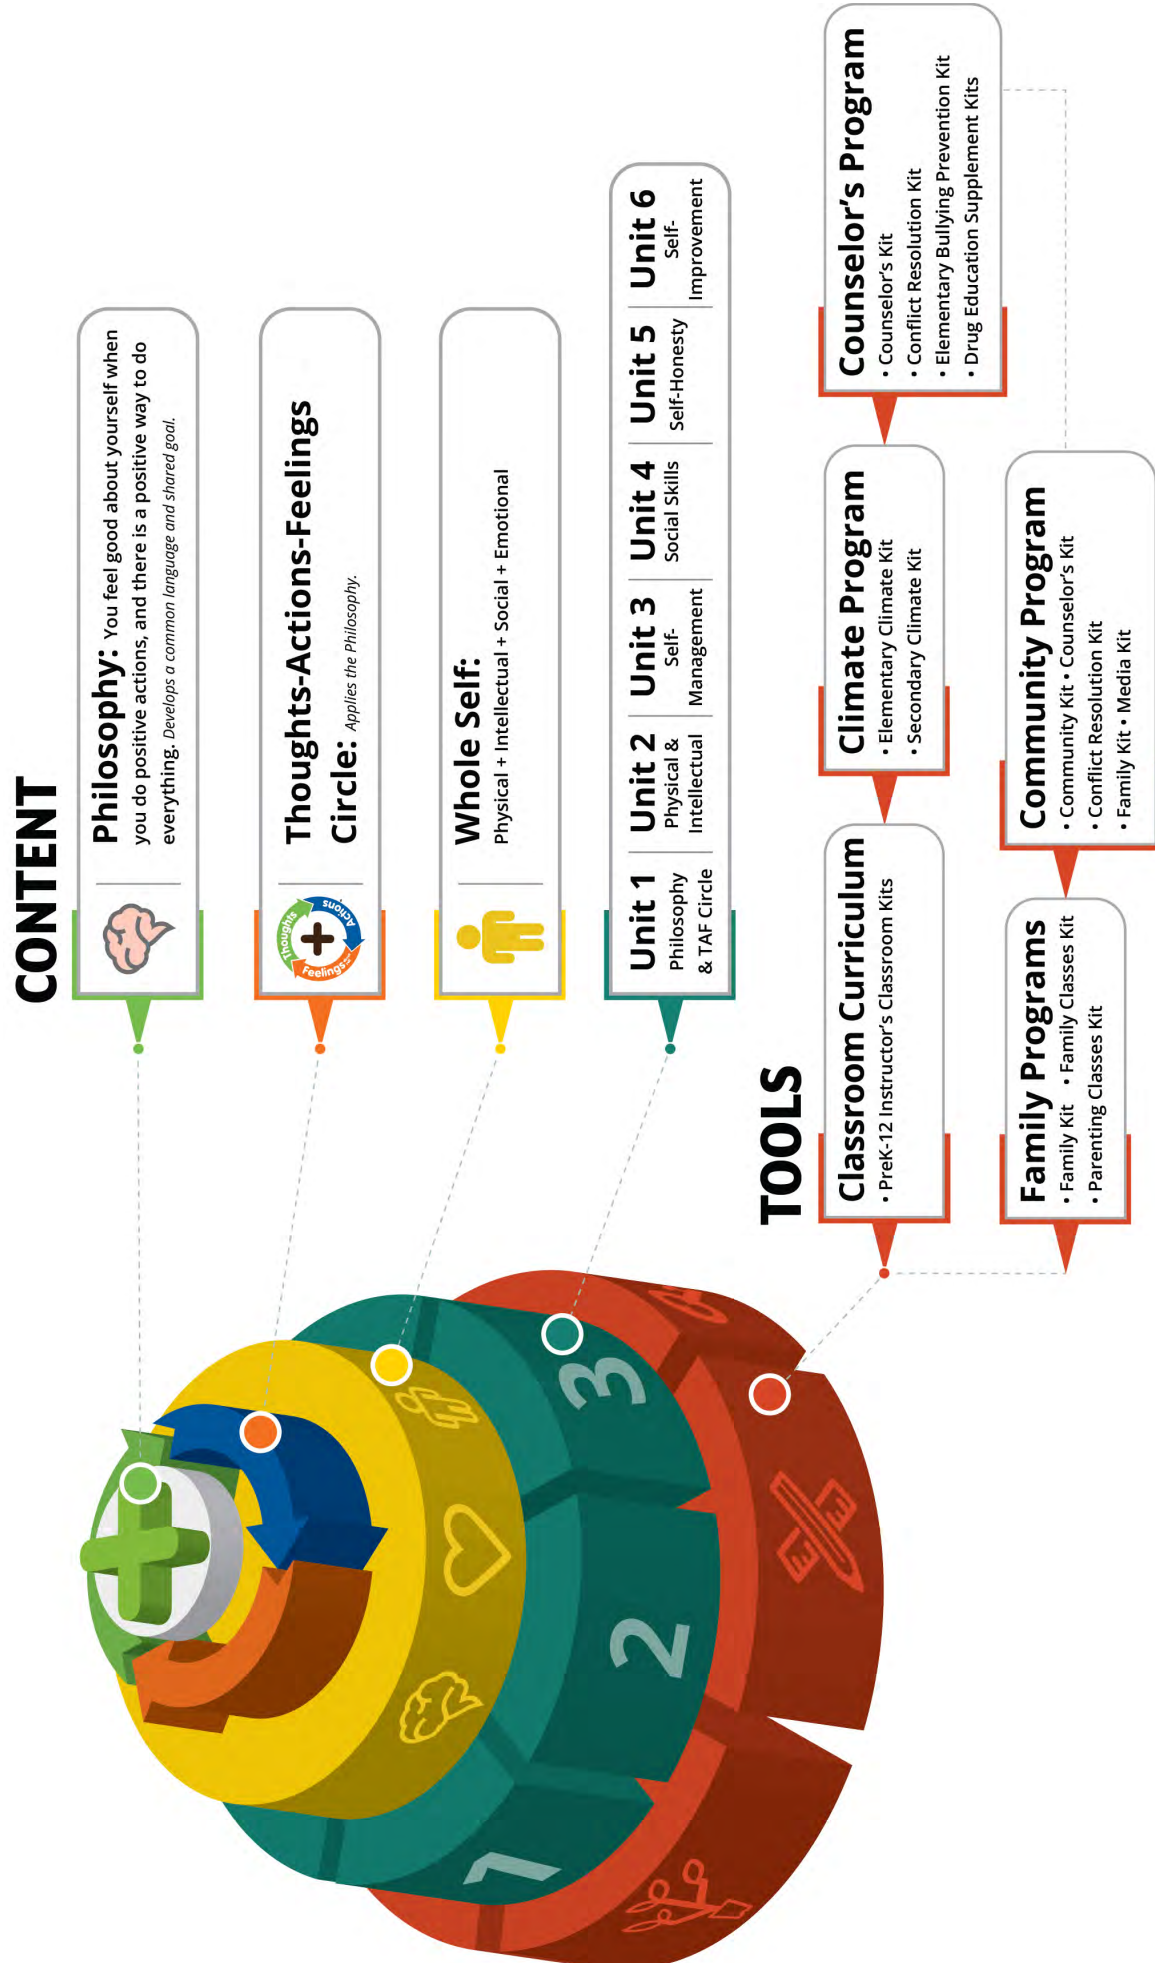 CONTENT
Philosophy: You feel good about yourself when
you do positive actions, and there is a positive way to do
everything. Develops a common language and shared goal.
Thoughts
Actions
Feelings
Thoughts-Actions-Feelings
Circle: Applies the Philosophy.
Whole Self:
Physical + Intellectual + Social + Emotional
Unit 1
Philosophy
& TAF Circle
Unit 2
Physical &
Intellectual
Unit 3
Self-
Management
Unit 4
Social Skills
Unit 5
Self-Honesty
Unit 6
Self-
Improvement
1
2
3
TOOLS
Classroom Curriculum
• PreK-12 Instructor's Classroom Kits
Climate Program
• Elementary Climate Kit
• Secondary Climate Kit
Counselor's Program
• Counselor's Kit
• Conflict Resolution Kit
• Elementary Bullying Prevention Kit
• Drug Education Supplement Kits
Family Programs
• Family Kit • Family Classes Kit
• Parenting Classes Kit
Community Program
• Community Kit • Counselor's Kit
• Conflict Resolution Kit
• Family Kit • Media Kit